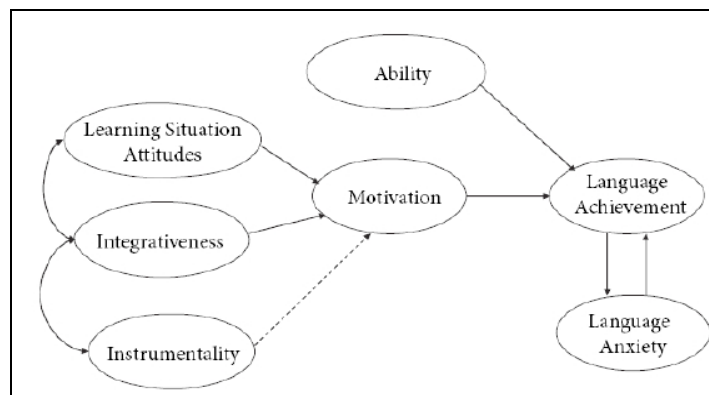 Ability
Learning Situation
Attitudes
Motivation
Language
Achievement
Integrativeness
Instrumentality
Language
Anxiety